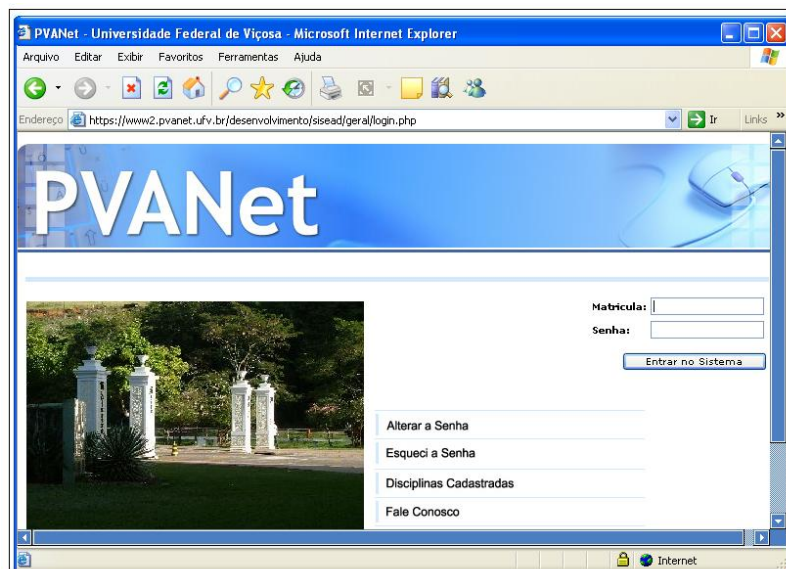 PVANet - Universidade Federal de Viçosa - Microsoft Internet Explorer
Arquivo Editar Exibir Favoritos Ferramentas Ajuda
Endereço https://www2.pvanet.ufv.br/desenvolvimento/sisead/geral/login.php Ir Links »
PVANet
Matricula:
Senha:
Entrar no Sistema
Alterar a Senha
Esqueci a Senha
Disciplinas Cadastradas
Fale Conosco
Internet